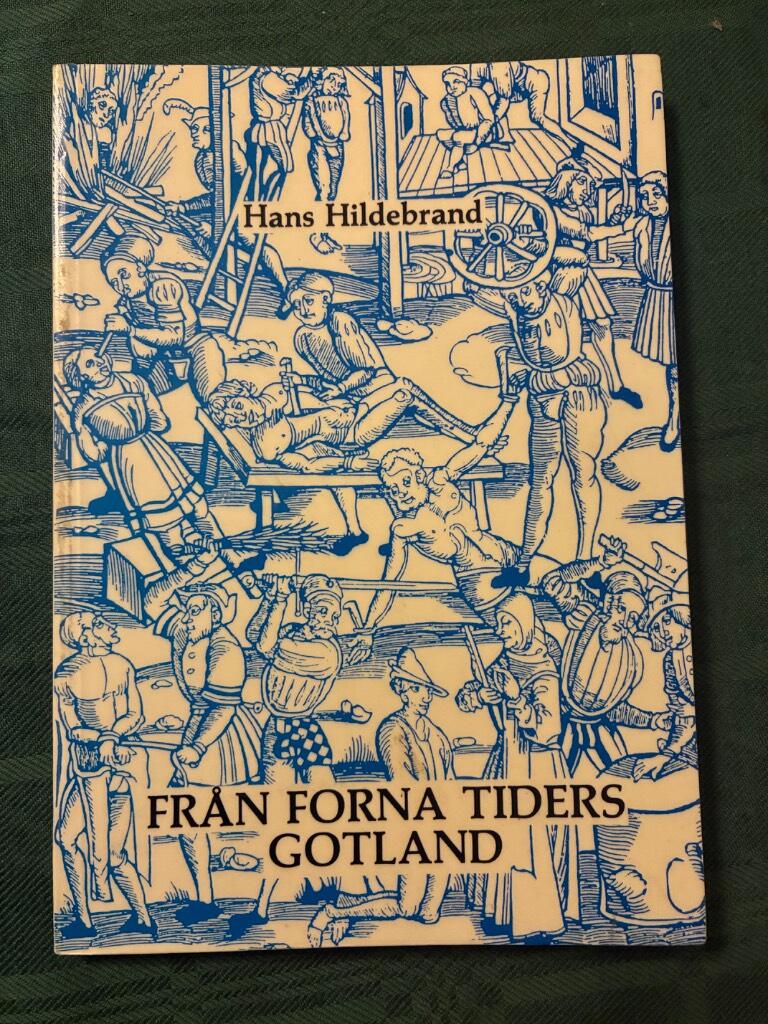 Hans Hildebrand
FRÅN FORNA TIDERS
GOTLAND